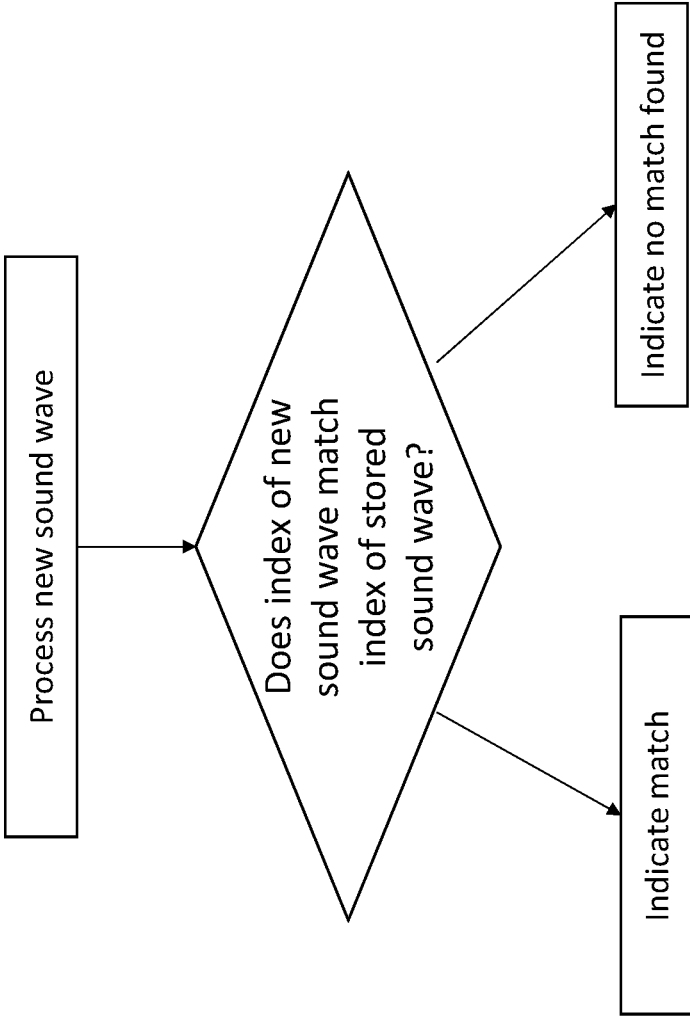 Process new sound wave
Does index of new
sound wave match
index of stored
sound wave?
Indicate match
Indicate no match found